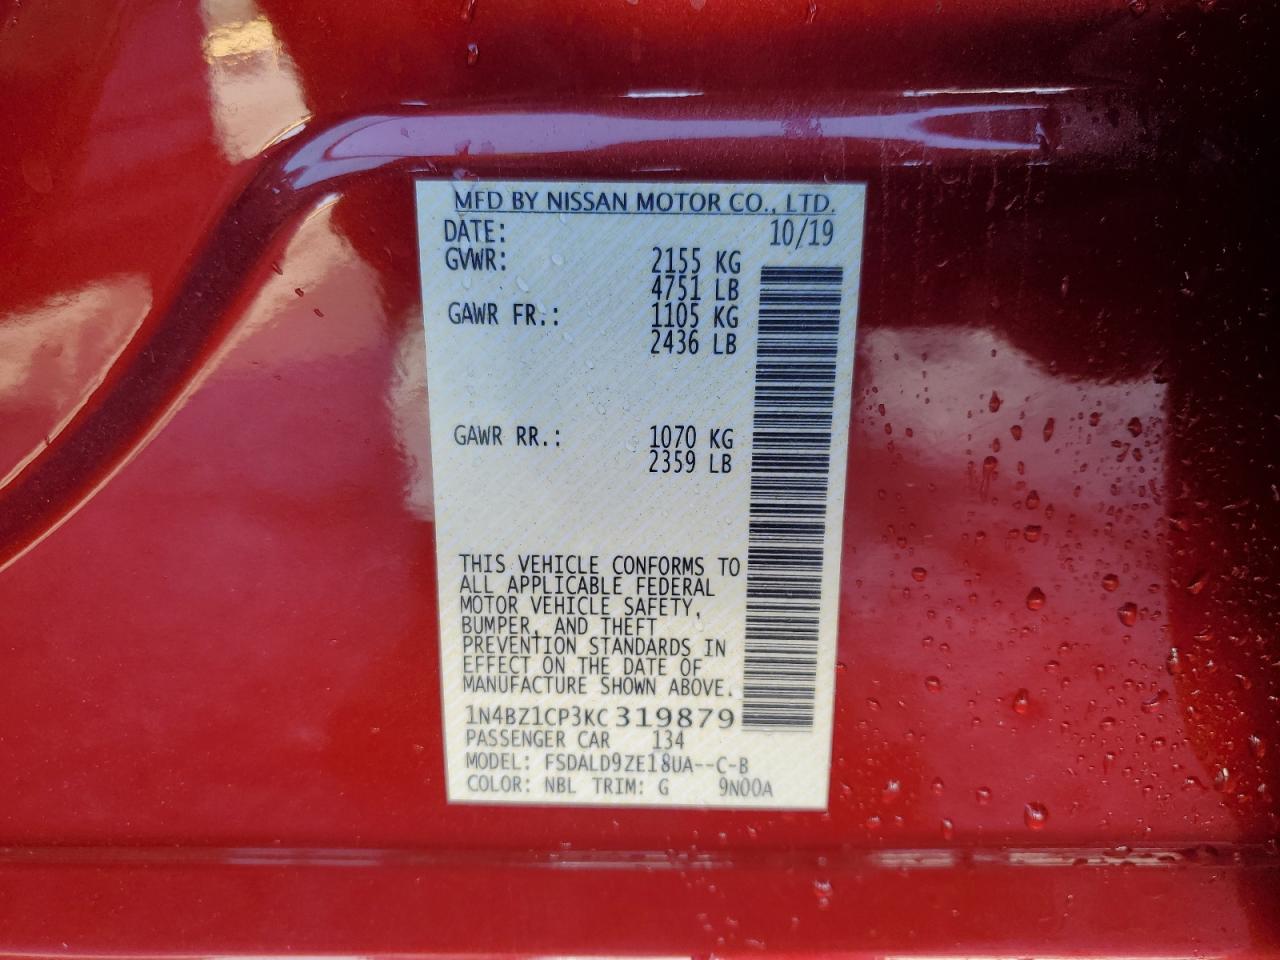 MFD BY NISSAN MOTOR CO., LTD.
DATE: 10/19
GVWR: 2155 KG
4751 LB
GAWR FR.: 1105 KG
2436 LB
GAWR RR.: 1070 KG
2359 LB
THIS VEHICLE CONFORMS TO
ALL APPLICABLE FEDERAL
MOTOR VEHICLE SAFETY,
BUMPER, AND THEFT
PREVENTION STANDARDS IN
EFFECT ON THE DATE OF
MANUFACTURE SHOWN ABOVE.
1N4BZ1CP3KC319879
PASSENGER CAR 134
MODEL: FSDALD9ZE18UA--C-B
COLOR: NBL TRIM: G 9N00A